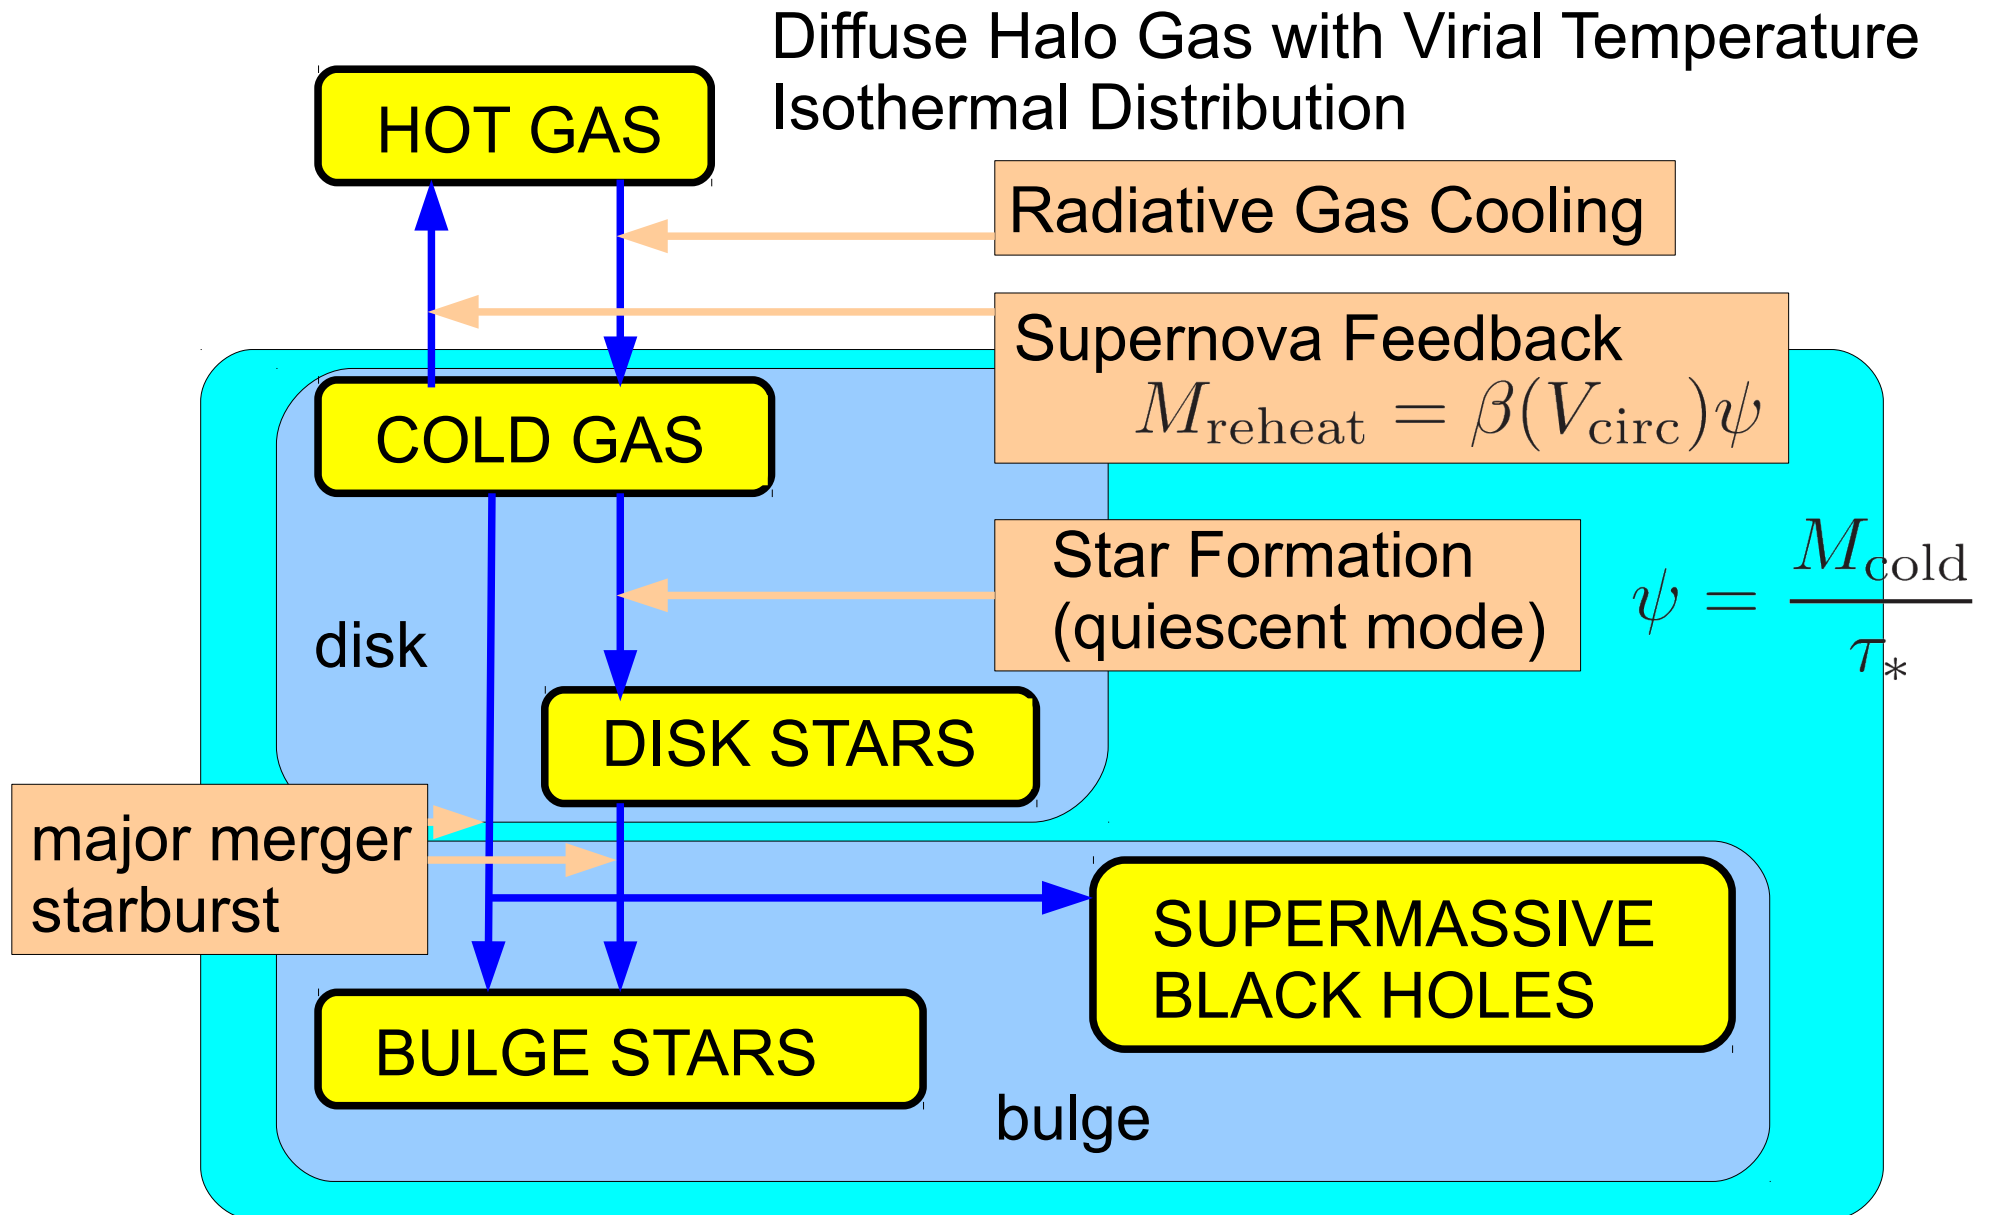 Diffuse Halo Gas with Virial Temperature
Isothermal Distribution
HOT GAS
Radiative Gas Cooling
Supernova Feedback
M_reheat = β(V_circ)ψ
COLD GAS
Star Formation
(quiescent mode)
ψ = M_cold / τ_*
disk
DISK STARS
major merger
starburst
SUPERMASSIVE
BLACK HOLES
BULGE STARS
bulge